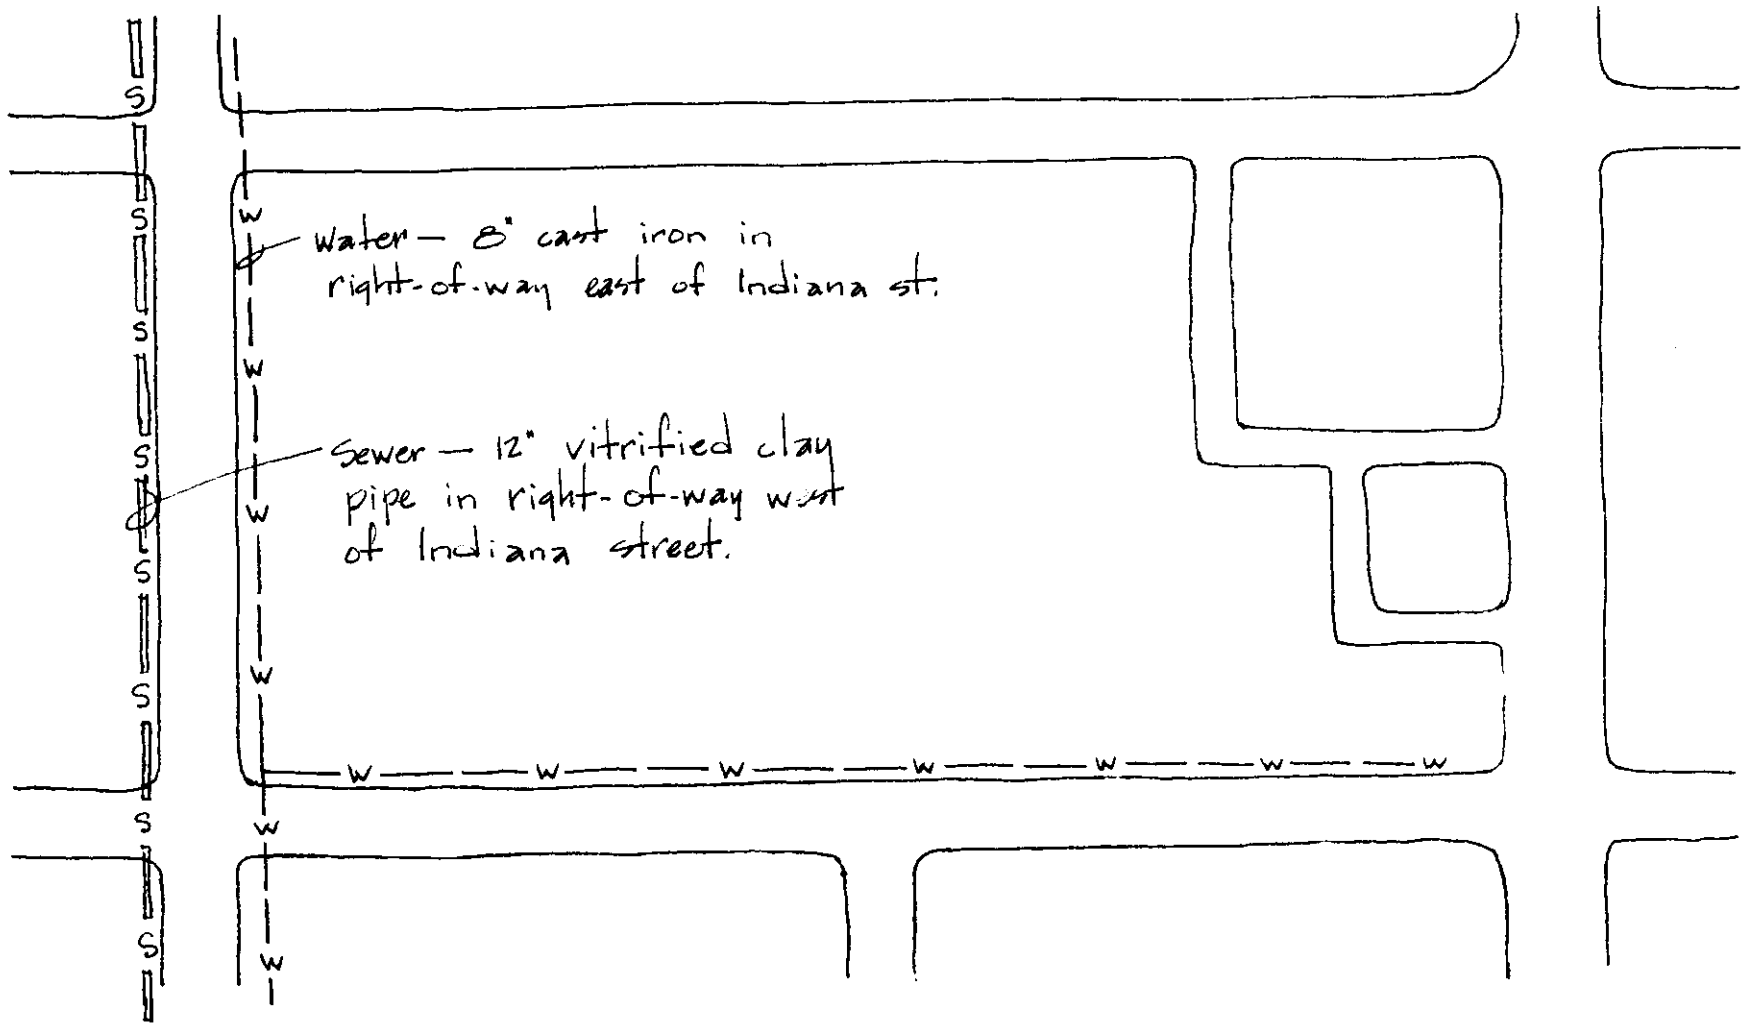 S
S
W
water — 8" cast iron in
right-of-way east of Indiana st.
S
W
Sewer — 12" vitrified clay
S
pipe in right-of-way west
W
of Indiana street.
S
W
S
W W W W W W W
S
W
S
W